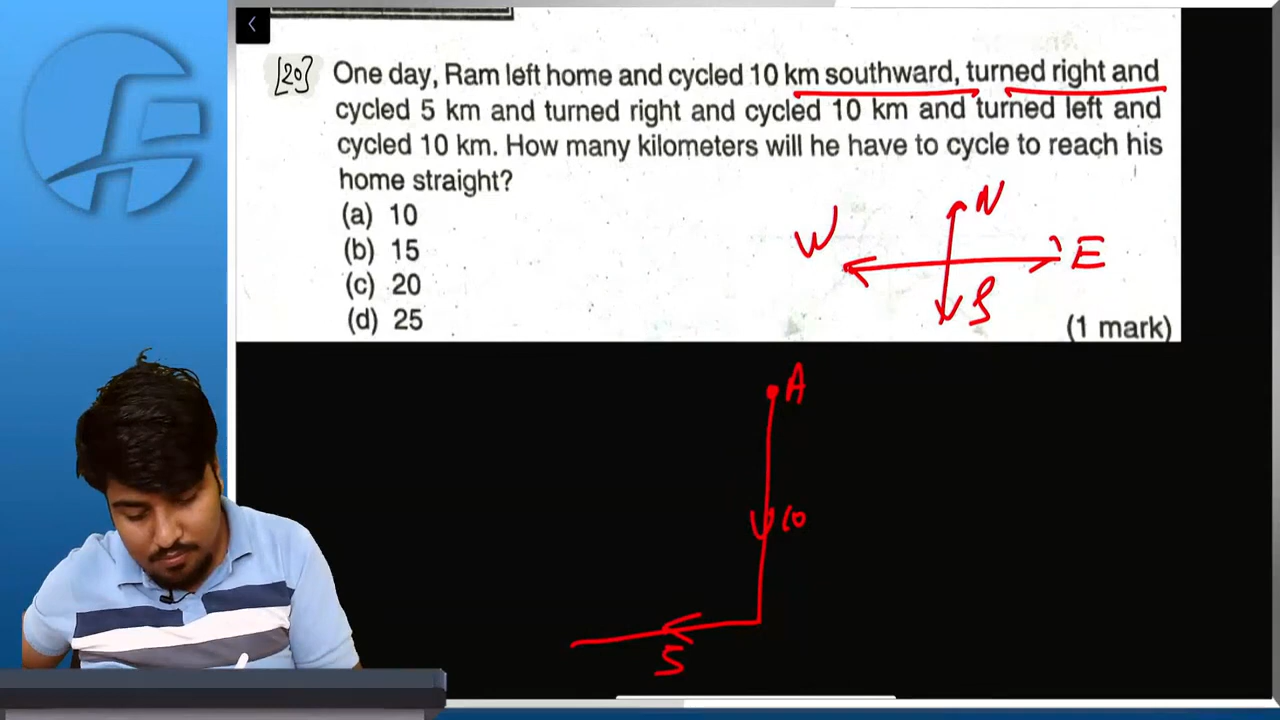 [20] One day, Ram left home and cycled 10 km southward, turned right and
cycled 5 km and turned right and cycled 10 km and turned left and
cycled 10 km. How many kilometers will he have to cycle to reach his
home straight?
(a) 10
(b) 15
(c) 20
(d) 25
(1 mark)
N
W
E
S
A
10
5